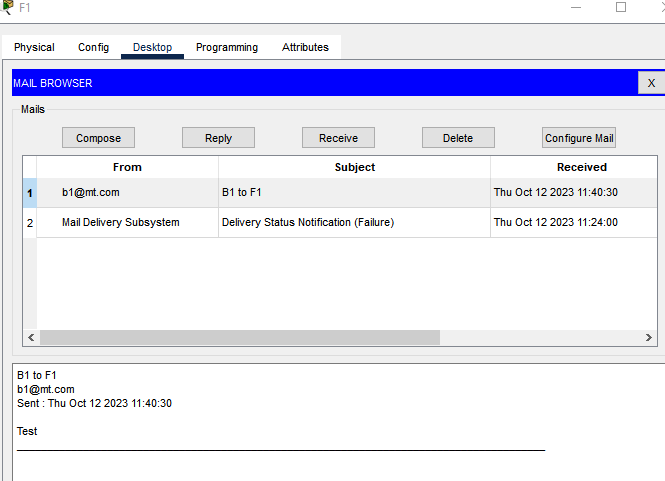 F1
Physical Config Desktop Programming Attributes
MAIL BROWSER X
Mails
Compose Reply Receive Delete Configure Mail
From Subject Received
1 b1@mt.com B1 to F1 Thu Oct 12 2023 11:40:30
2 Mail Delivery Subsystem Delivery Status Notification (Failure) Thu Oct 12 2023 11:24:00
B1 to F1
b1@mt.com
Sent : Thu Oct 12 2023 11:40:30
Test